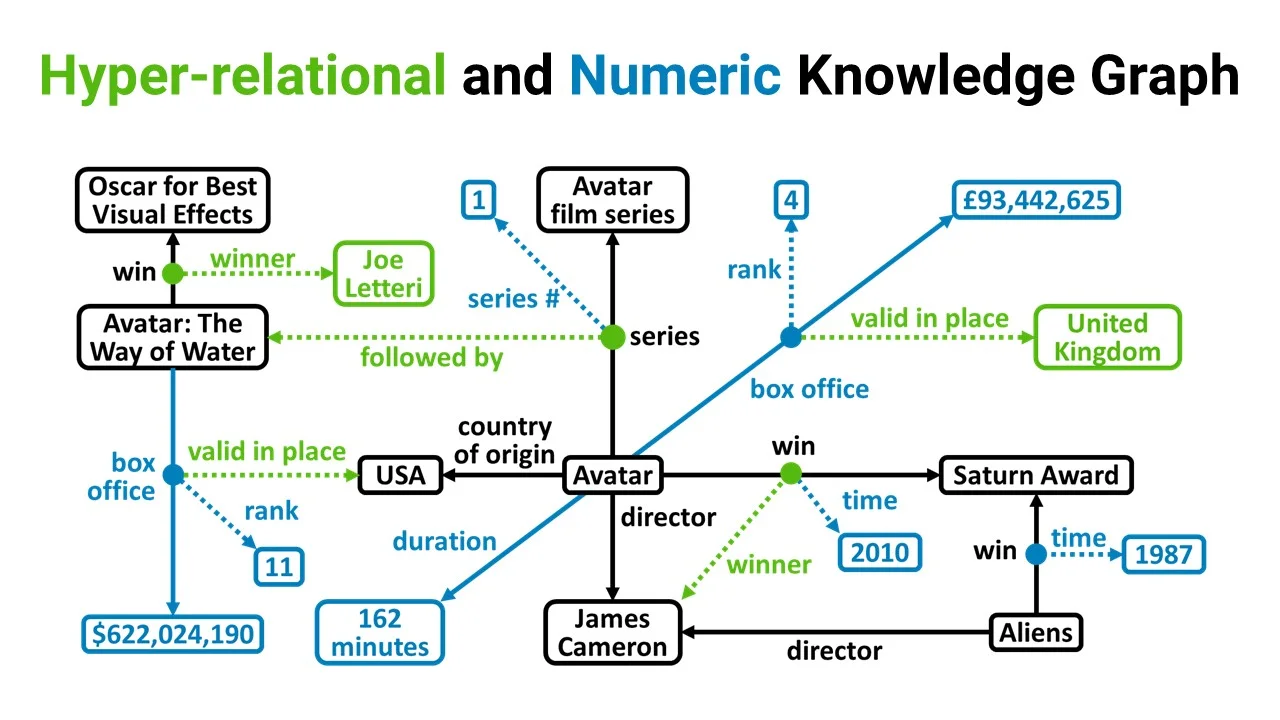 Hyper-relational and Numeric Knowledge Graph
Oscar for Best
Visual Effects
1
Avatar
film series
4
£93,442,625
win
winner
Joe
Letteri
series #
rank
Avatar: The
Way of Water
followed by
series
valid in place
United
Kingdom
box office
box
office
valid in place
USA
country
of origin
Avatar
win
Saturn Award
rank
11
duration
director
winner
time
2010
win
time
1987
$622,024,190
162
minutes
James
Cameron
director
Aliens